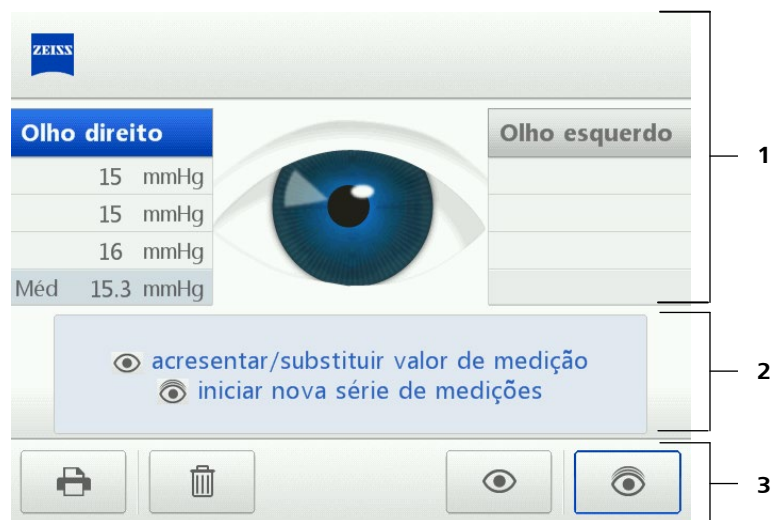 ZEISS
Olho direito
Olho esquerdo
15 mmHg
15 mmHg
16 mmHg
Méd 15.3 mmHg
1
acresentar/substituir valor de medição
iniciar nova série de medições
2
3